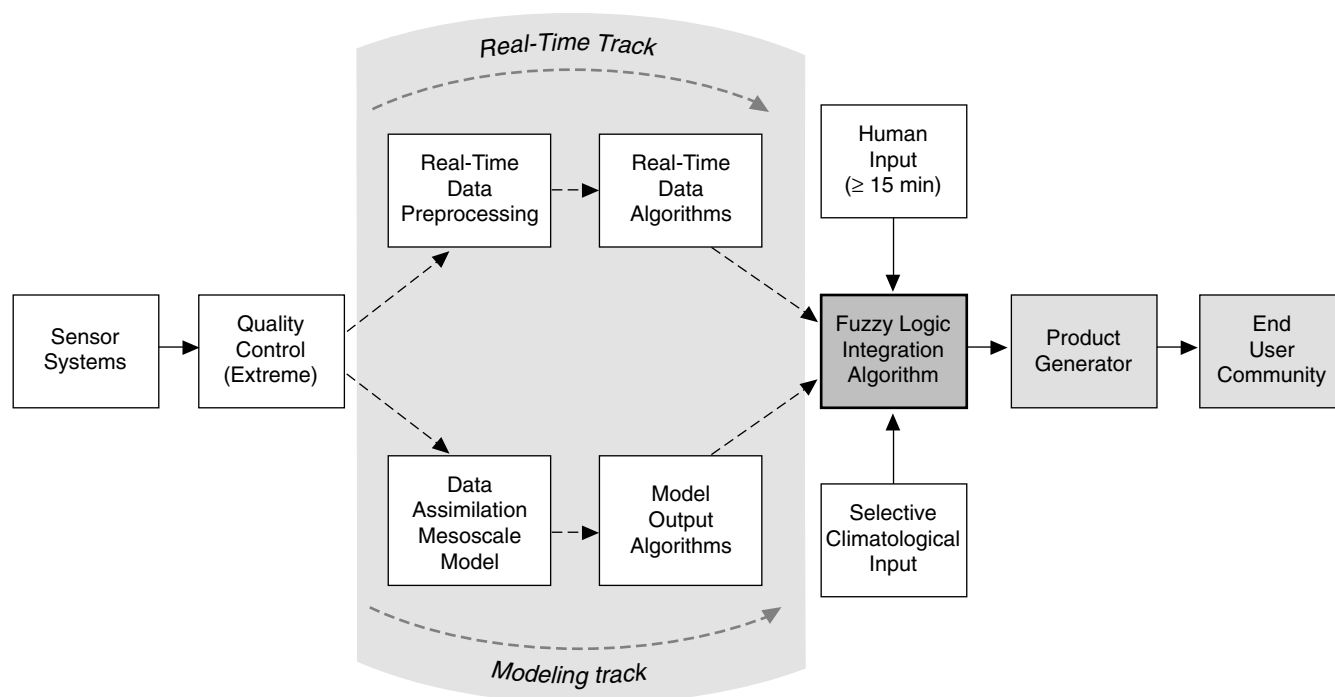 Real-Time Track
Real-Time
Data
Preprocessing
Real-Time
Data
Algorithms
Human
Input
(≥ 15 min)
Sensor
Systems
Quality
Control
(Extreme)
Fuzzy Logic
Integration
Algorithm
Product
Generator
End
User
Community
Data
Assimilation
Mesoscale
Model
Model
Output
Algorithms
Selective
Climatological
Input
Modeling track